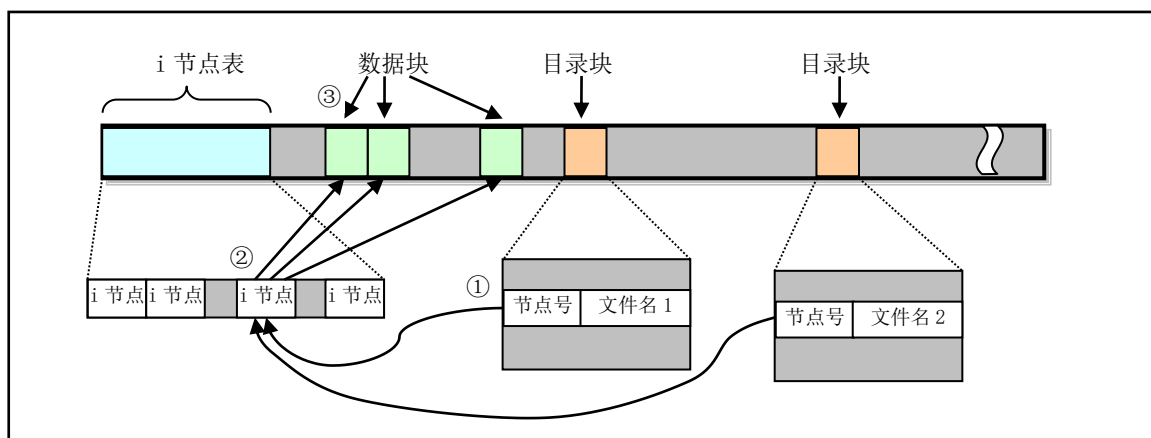 i 节点表
数据块
目录块
目录块
③
②
①
i 节点
i 节点
i 节点
i 节点
节点号
文件名 1
节点号
文件名 2